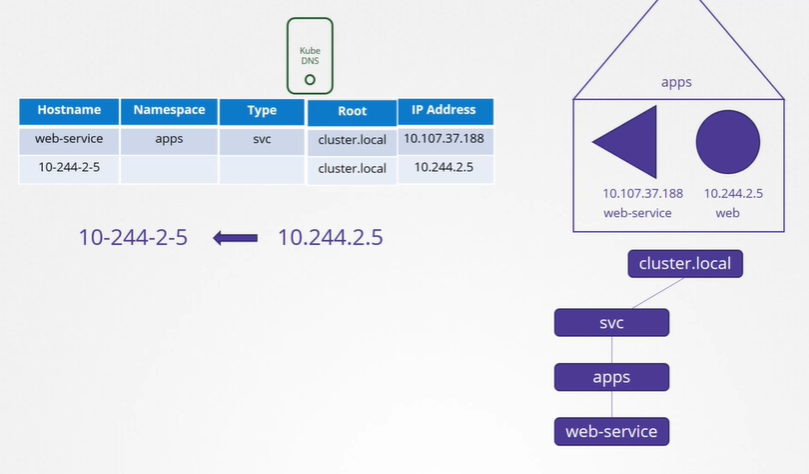 Kube
DNS
Hostname Namespace Type Root IP Address
web-service apps svc cluster.local 10.107.37.188
10-244-2-5 cluster.local 10.244.2.5
10-244-2-5 10.244.2.5
apps
10.107.37.188 10.244.2.5
web-service web
cluster.local
svc
apps
web-service